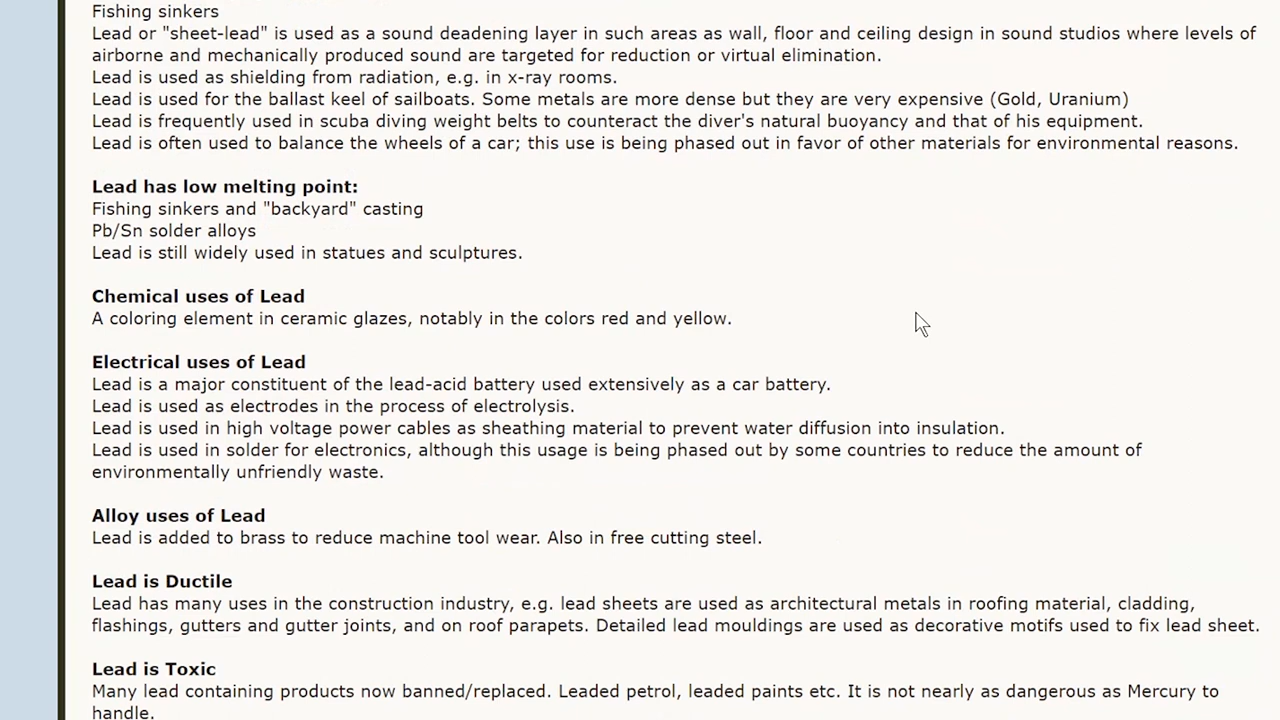 Fishing sinkers
Lead or "sheet-lead" is used as a sound deadening layer in such areas as wall, floor and ceiling design in sound studios where levels of
airborne and mechanically produced sound are targeted for reduction or virtual elimination.
Lead is used as shielding from radiation, e.g. in x-ray rooms.
Lead is used for the ballast keel of sailboats. Some metals are more dense but they are very expensive (Gold, Uranium)
Lead is frequently used in scuba diving weight belts to counteract the diver's natural buoyancy and that of his equipment.
Lead is often used to balance the wheels of a car; this use is being phased out in favor of other materials for environmental reasons.
Lead has low melting point:
Fishing sinkers and "backyard" casting
Pb/Sn solder alloys
Lead is still widely used in statues and sculptures.
Chemical uses of Lead
A coloring element in ceramic glazes, notably in the colors red and yellow.
Electrical uses of Lead
Lead is a major constituent of the lead-acid battery used extensively as a car battery.
Lead is used as electrodes in the process of electrolysis.
Lead is used in high voltage power cables as sheathing material to prevent water diffusion into insulation.
Lead is used in solder for electronics, although this usage is being phased out by some countries to reduce the amount of
environmentally unfriendly waste.
Alloy uses of Lead
Lead is added to brass to reduce machine tool wear. Also in free cutting steel.
Lead is Ductile
Lead has many uses in the construction industry, e.g. lead sheets are used as architectural metals in roofing material, cladding,
flashings, gutters and gutter joints, and on roof parapets. Detailed lead mouldings are used as decorative motifs used to fix lead sheet.
Lead is Toxic
Many lead containing products now banned/replaced. Leaded petrol, leaded paints etc. It is not nearly as dangerous as Mercury to
handle.